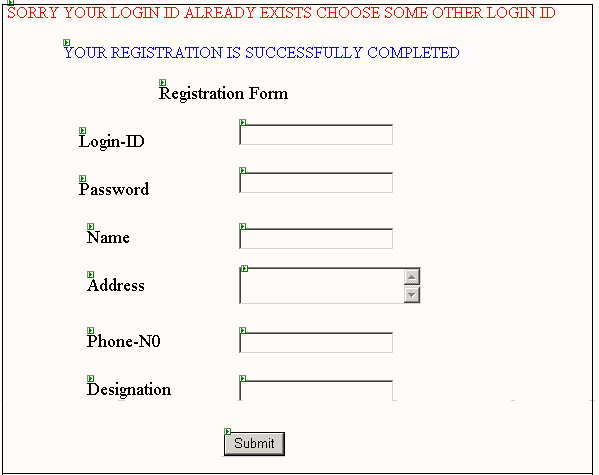 SORRY YOUR LOGIN ID ALREADY EXISTS CHOOSE SOME OTHER LOGIN ID
YOUR REGISTRATION IS SUCCESSFULLY COMPLETED
Registration Form
Login-ID
Password
Name
Address
Phone-N0
Designation
Submit